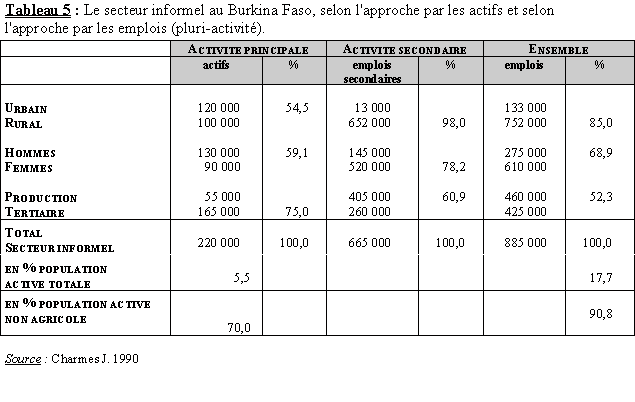 Tableau 5 : Le secteur informel au Burkina Faso, selon l'approche par les actifs et selon
l'approche par les emplois (pluri-activité).
ACTIVITE PRINCIPALE ACTIVITE SECONDAIRE ENSEMBLE
actifs % emplois secondaires % emplois %
URBAIN 120 000 54,5 13 000 133 000
RURAL 100 000 652 000 98,0 752 000 85,0
HOMMES 130 000 59,1 145 000 275 000 68,9
FEMMES 90 000 520 000 78,2 610 000
PRODUCTION 55 000 405 000 60,9 460 000 52,3
TERTIAIRE 165 000 75,0 260 000 425 000
TOTAL
SECTEUR INFORMEL 220 000 100,0 665 000 100,0 885 000 100,0
EN % POPULATION
ACTIVE TOTALE 5,5 17,7
EN % POPULATION ACTIVE
NON AGRICOLE 70,0 90,8
Source : Charmes J. 1990